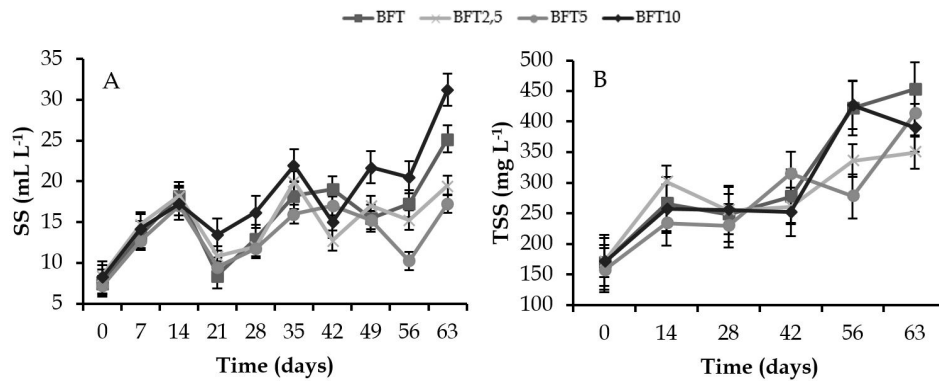 BFT BFT2,5 BFT5 BFT10
A
SS (mL L-1)
35
30
25
20
15
10
5
0 7 14 21 28 35 42 49 56 63
Time (days)
B
TSS (mg L-1)
450
400
350
300
250
200
150
100
0 14 28 42 56 63
Time (days)